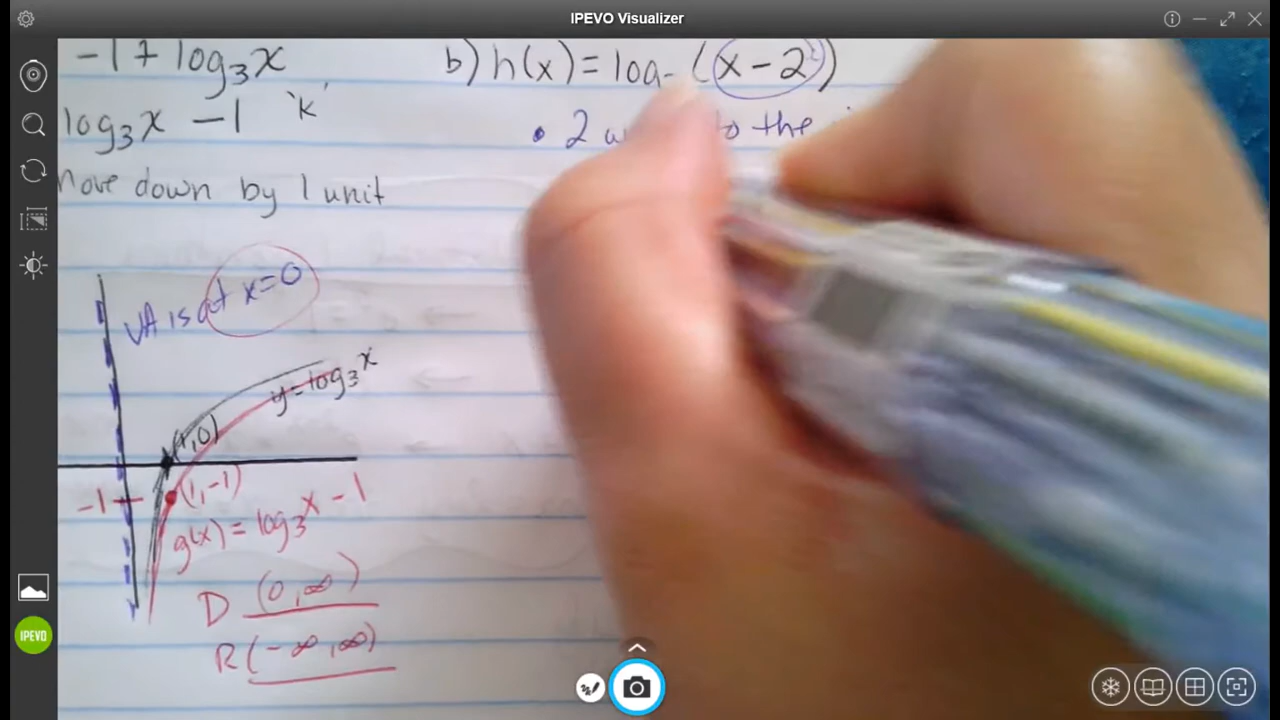 IPEVO Visualizer
-1 + log₃x
log₃x -1 'k'
move down by 1 unit
VA is at x=0
y = log₃x
(1,0)
-1
(1,-1)
g(x) = log₃x - 1
D (0, ∞)
R (-∞, ∞)
b) h(x) = log (x - 2)
• 2 to the
IPEVO